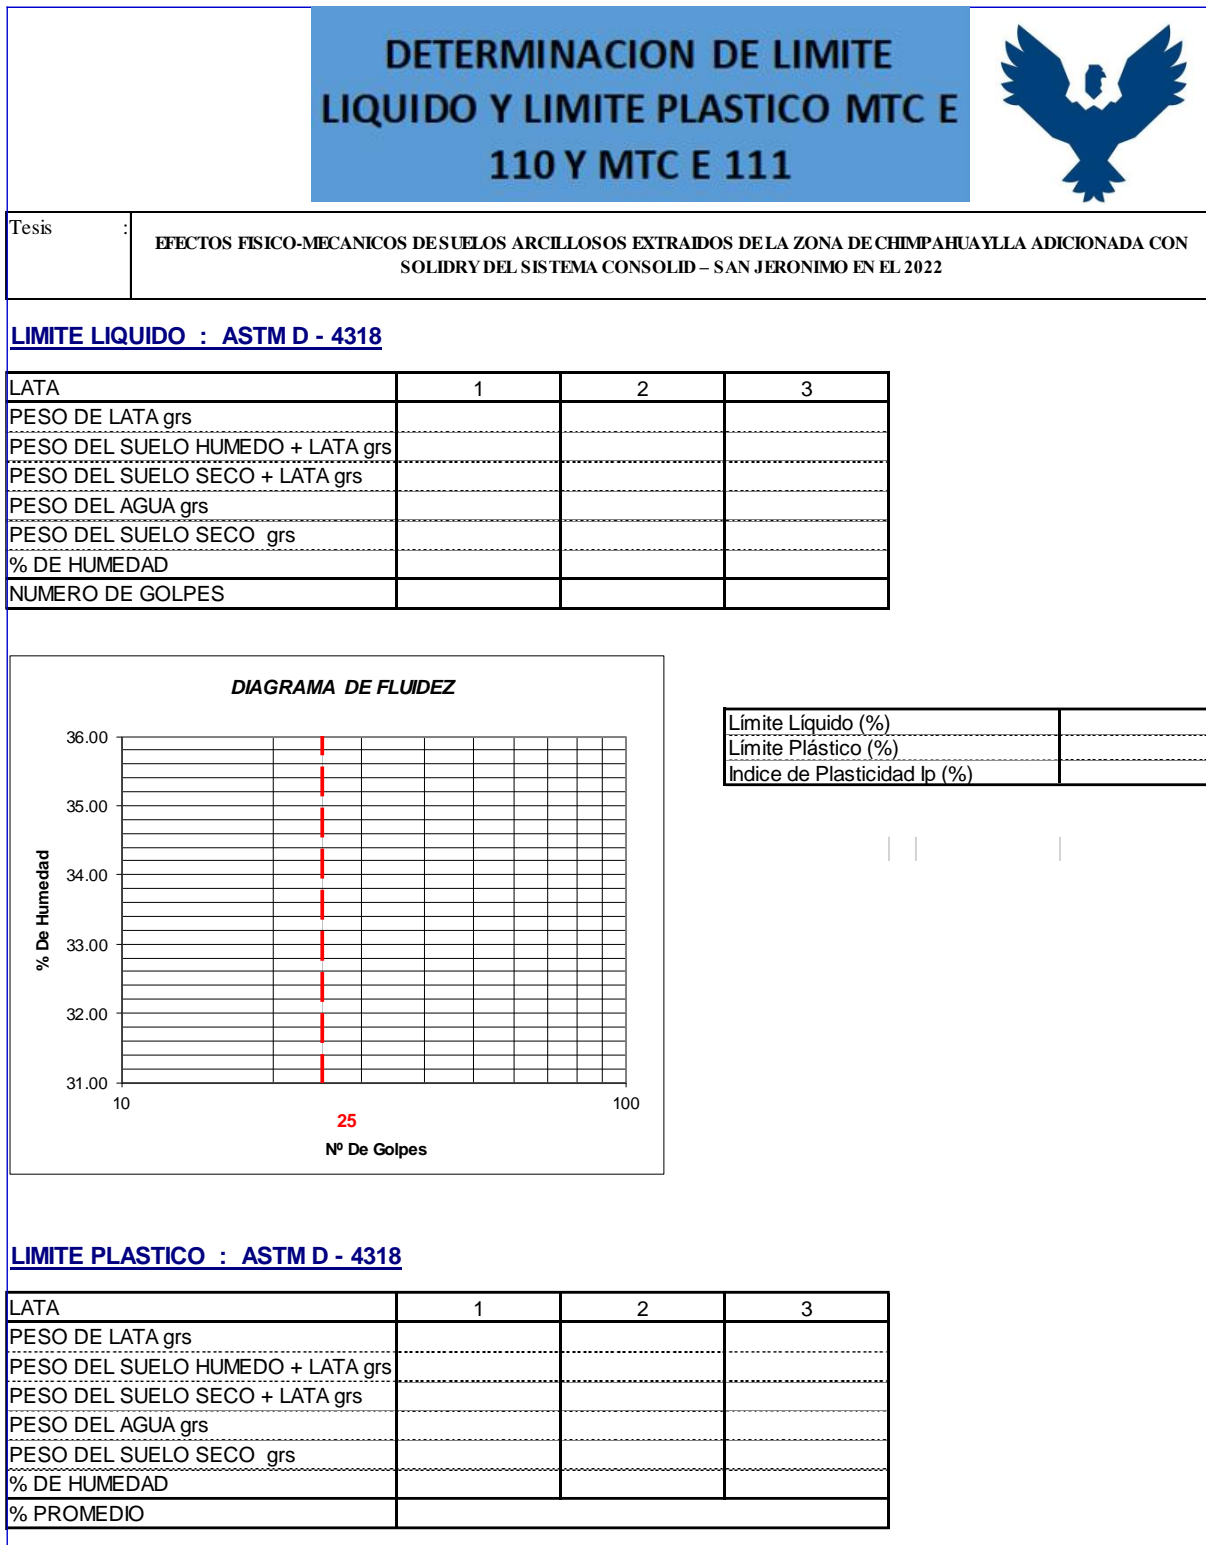 DETERMINACION DE LIMITE
LIQUIDO Y LIMITE PLASTICO MTC E
110 Y MTC E 111
Tesis :
EFECTOS FISICO-MECANICOS DE SUELOS ARCILLOSOS EXTRAIDOS DE LA ZONA DE CHIMPAHUAYLLA ADICIONADA CON
SOLIDRY DEL SISTEMA CONSOLID – SAN JERONIMO EN EL 2022
LIMITE LIQUIDO : ASTM D - 4318
LATA 1 2 3
PESO DE LATA grs
PESO DEL SUELO HUMEDO + LATA grs
PESO DEL SUELO SECO + LATA grs
PESO DEL AGUA grs
PESO DEL SUELO SECO grs
% DE HUMEDAD
NUMERO DE GOLPES
DIAGRAMA DE FLUIDEZ
36.00
35.00
34.00
33.00
32.00
31.00
% De Humedad
10 100
25
Nº De Golpes
Límite Líquido (%)
Límite Plástico (%)
Indice de Plasticidad Ip (%)
LIMITE PLASTICO : ASTM D - 4318
LATA 1 2 3
PESO DE LATA grs
PESO DEL SUELO HUMEDO + LATA grs
PESO DEL SUELO SECO + LATA grs
PESO DEL AGUA grs
PESO DEL SUELO SECO grs
% DE HUMEDAD
% PROMEDIO